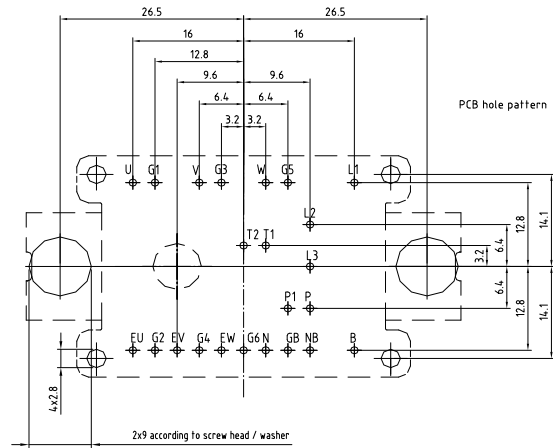 26.5 26.5
16 16
12.8
9.6 9.6
6.4 6.4
3.2 3.2
PCB hole pattern
U G1 V G3 W G5 L1
L2
T2 T1
L3
P1 P
EU G2 EV G4 EW G6 N GB NB B
3.2 6.4 12.8 14.1
6.4 12.8 14.1
4x2.8
2x9 according to screw head / washer